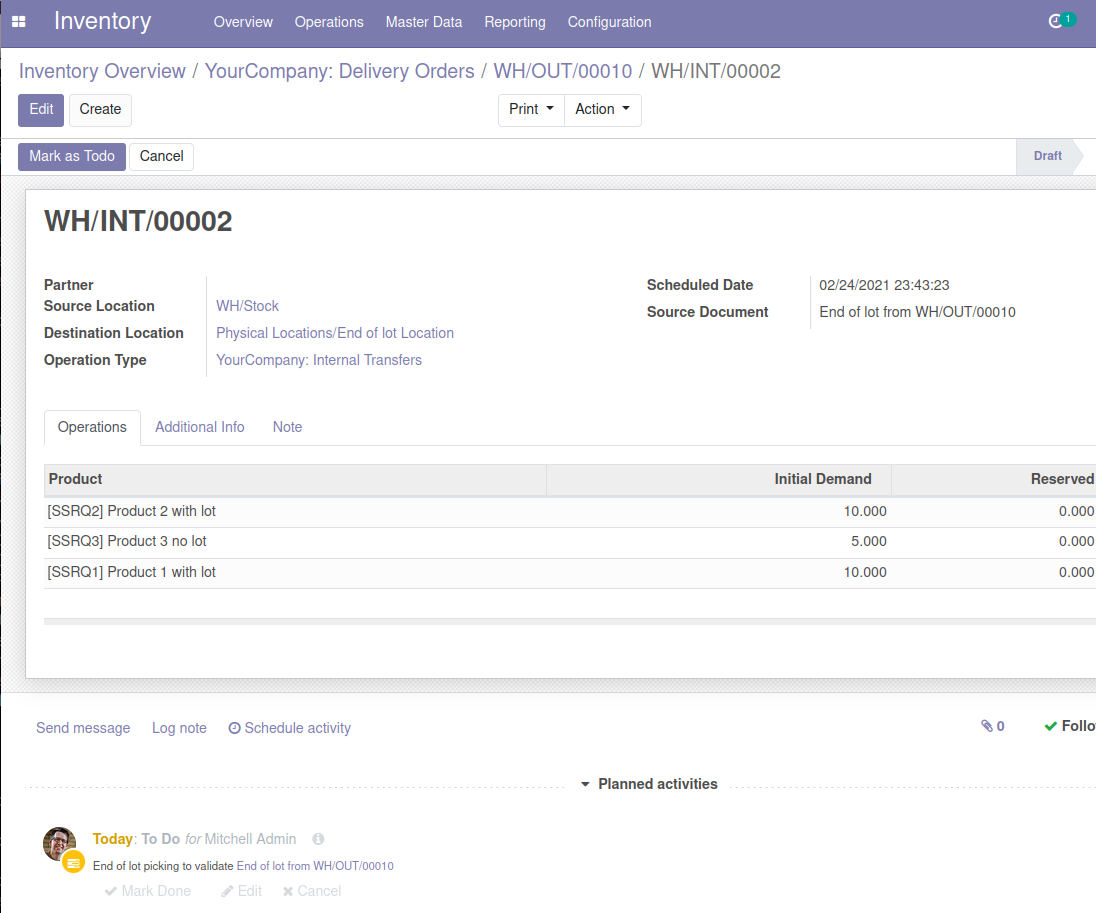 Inventory Overview Operations Master Data Reporting Configuration 1
Inventory Overview / YourCompany: Delivery Orders / WH/OUT/00010 / WH/INT/00002
Edit Create Print Action
Mark as Todo Cancel Draft
WH/INT/00002
Partner
Source Location WH/Stock
Destination Location Physical Locations/End of lot Location
Operation Type YourCompany: Internal Transfers
Scheduled Date 02/24/2021 23:43:23
Source Document End of lot from WH/OUT/00010
Operations Additional Info Note
Product Initial Demand Reserved
[SSRQ2] Product 2 with lot 10.000 0.000
[SSRQ3] Product 3 no lot 5.000 0.000
[SSRQ1] Product 1 with lot 10.000 0.000
Send message Log note Schedule activity 0 Follo
Planned activities
Today: To Do for Mitchell Admin
End of lot picking to validate End of lot from WH/OUT/00010
Mark Done Edit Cancel